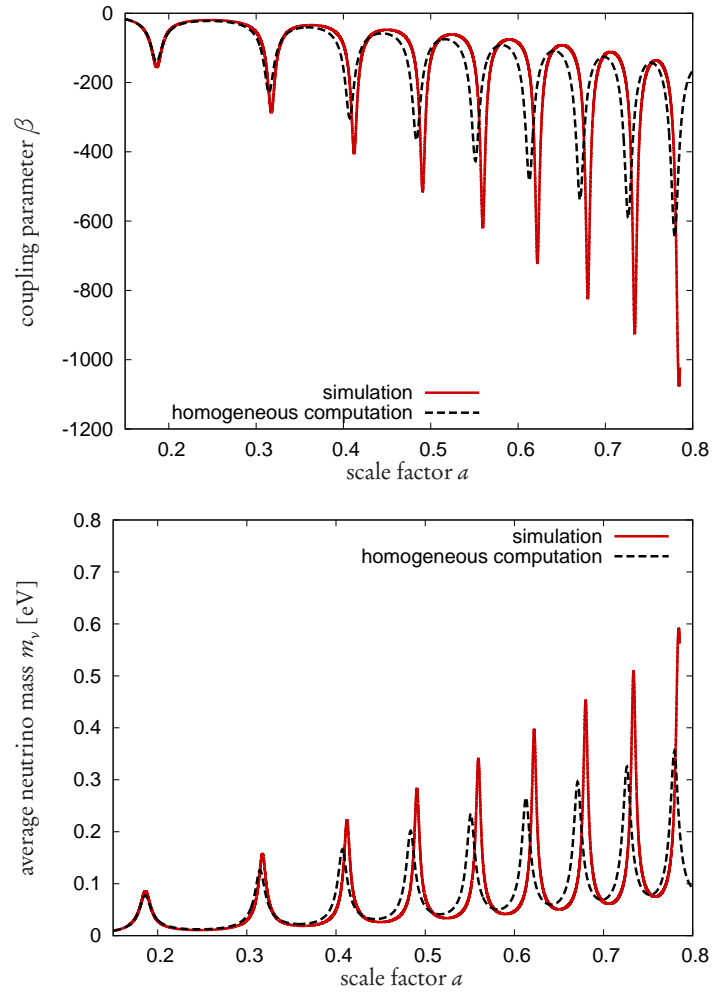 0
-200
-400
-600
-800
-1000
-1200
coupling parameter β
simulation
homogeneous computation
0.2 0.3 0.4 0.5 0.6 0.7 0.8
scale factor a
0.8
0.7
0.6
0.5
0.4
0.3
0.2
0.1
0
average neutrino mass mν [eV]
simulation
homogeneous computation
0.2 0.3 0.4 0.5 0.6 0.7 0.8
scale factor a